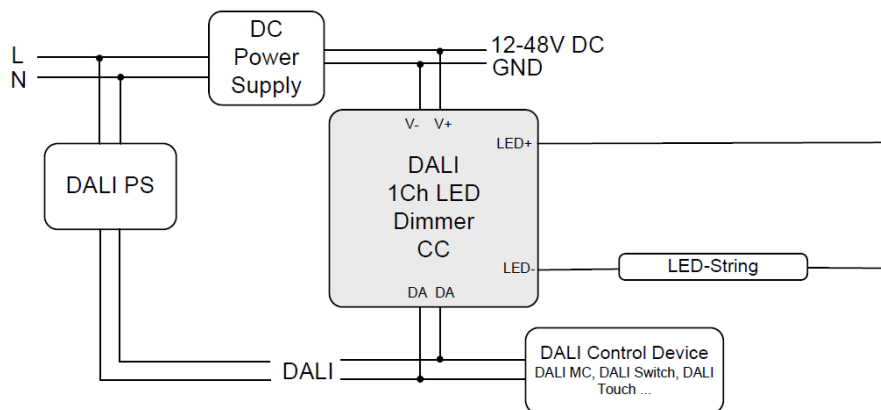 DC
Power
Supply
L
N
12-48V DC
GND
V- V+
LED+
DALI
1Ch LED
Dimmer
CC
LED-
DA DA
DALI PS
LED-String
DALI
DALI Control Device
DALI MC, DALI Switch, DALI
Touch ...